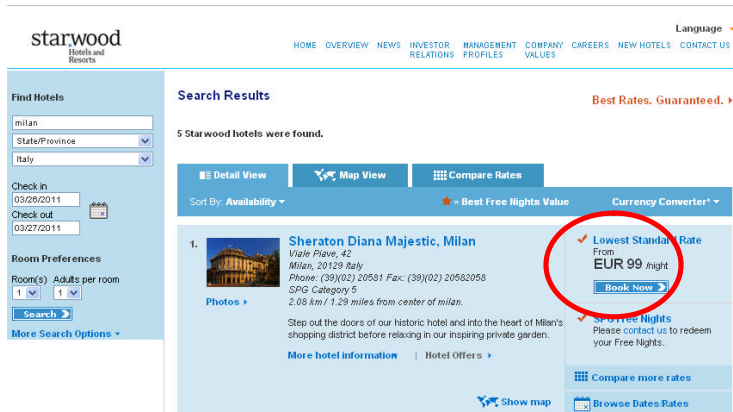 starwood
Hotels and
Resorts
Language
HOME OVERVIEW NEWS INVESTOR RELATIONS MANAGEMENT PROFILES COMPANY VALUES CAREERS NEW HOTELS CONTACT US
Find Hotels
milan
State/Province
Italy
Check in
03/26/2011
Check out
03/27/2011
Room Preferences
Room(s) Adults per room
1 1
Search
More Search Options
Search Results
Best Rates. Guaranteed.
5 Starwood hotels were found.
Detail View Map View Compare Rates
Sort By: Availability = Best Free Nights Value Currency Converter*
1.
Photos
Sheraton Diana Majestic, Milan
Viale Piave, 42
Milan, 20129 Italy
Phone: (39)(02) 20581 Fax: (39)(02) 20582058
SPG Category 5
2.08 km / 1.29 miles from center of milan.
Step out the doors of our historic hotel and into the heart of Milan's
shopping district before relaxing in our inspiring private garden.
More hotel information | Hotel Offers
Show map
Lowest Standard Rate
From
EUR 99 /night
Book Now
SPG Free Nights
Please contact us to redeem
your Free Nights.
Compare more rates
Browse Dates/Rates